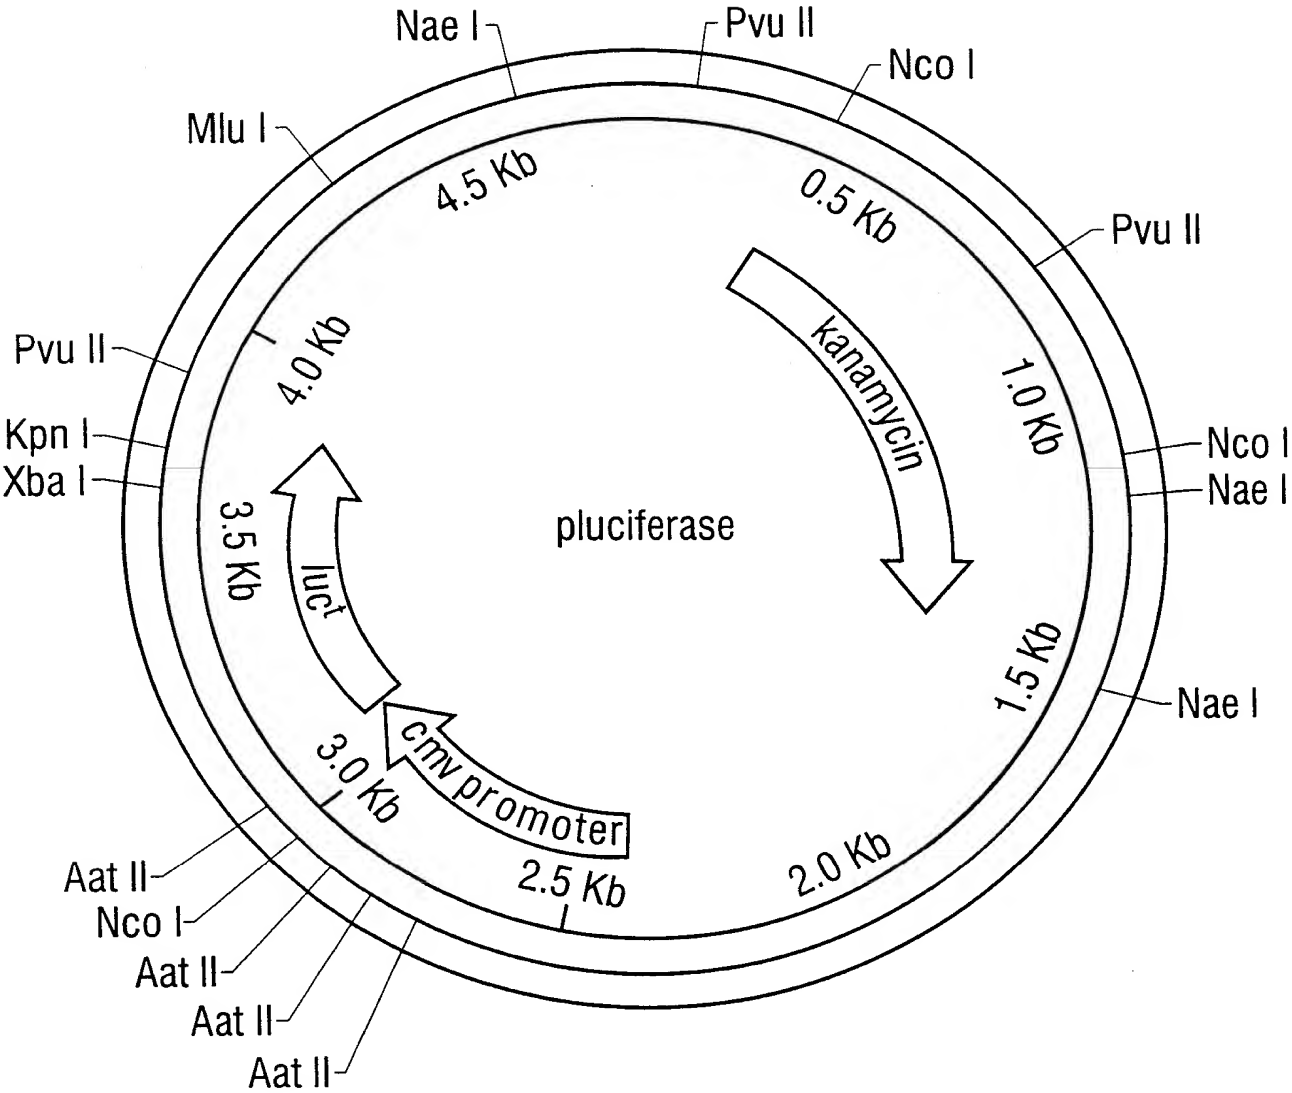 Nae I
Pvu II
Nco I
Mlu I
4.5 Kb
0.5 Kb
Pvu II
kanamycin
Pvu II
4.0 Kb
1.0 Kb
Kpn I
Nco I
Xba I
Nae I
pluciferase
3.5 Kb
luct
1.5 Kb
Nae I
cmv promoter
3.0 Kb
2.0 Kb
2.5 Kb
Aat II
Nco I
Aat II
Aat II
Aat II